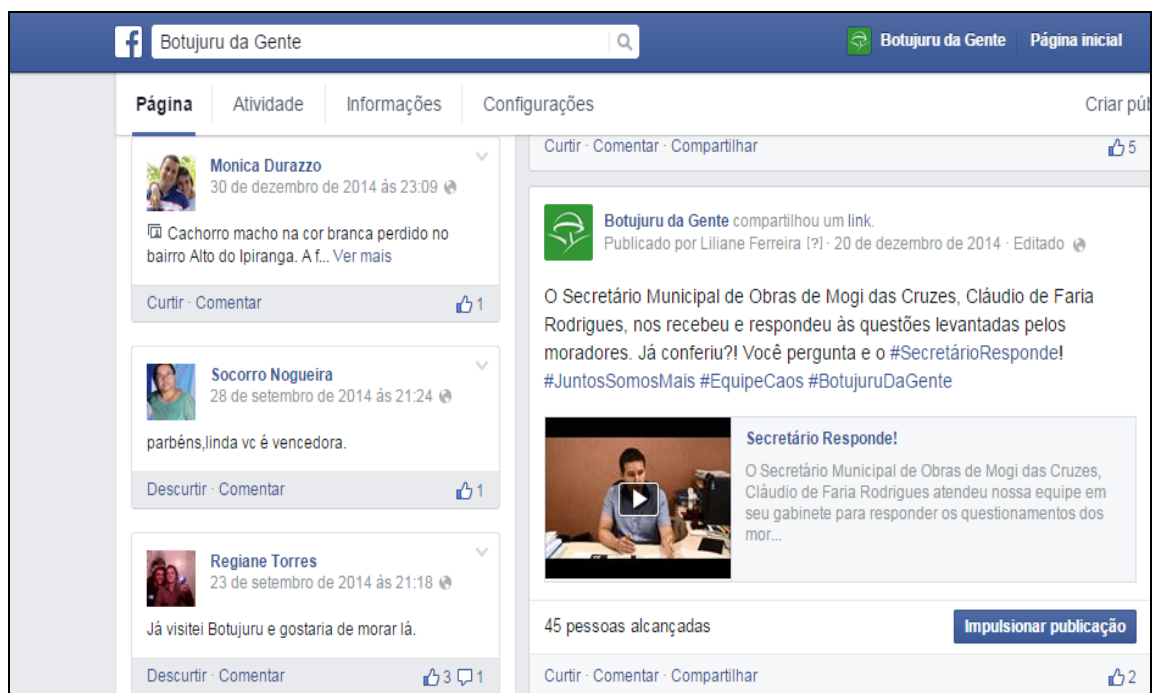 Botujuru da Gente
Botujuru da Gente Página inicial
Página Atividade Informações Configurações Criar púb
Monica Durazzo
30 de dezembro de 2014 às 23:09
Cachorro macho na cor branca perdido no
bairro Alto do Ipiranga. A f... Ver mais
Curtir · Comentar 1
Socorro Nogueira
28 de setembro de 2014 às 21:24
parbéns,linda vc é vencedora.
Descurtir · Comentar 1
Regiane Torres
23 de setembro de 2014 às 21:18
Já visitei Botujuru e gostaria de morar lá.
Descurtir · Comentar 3 1
Curtir · Comentar · Compartilhar 5
Botujuru da Gente compartilhou um link.
Publicado por Liliane Ferreira [?] · 20 de dezembro de 2014 · Editado
O Secretário Municipal de Obras de Mogi das Cruzes, Cláudio de Faria
Rodrigues, nos recebeu e respondeu às questões levantadas pelos
moradores. Já conferiu?! Você pergunta e o #SecretárioResponde!
#JuntosSomosMais #EquipeCaos #BotujuruDaGente
Secretário Responde!
O Secretário Municipal de Obras de Mogi das Cruzes,
Cláudio de Faria Rodrigues atendeu nossa equipe em
seu gabinete para responder os questionamentos dos
mor...
45 pessoas alcançadas Impulsionar publicação
Curtir · Comentar · Compartilhar 2